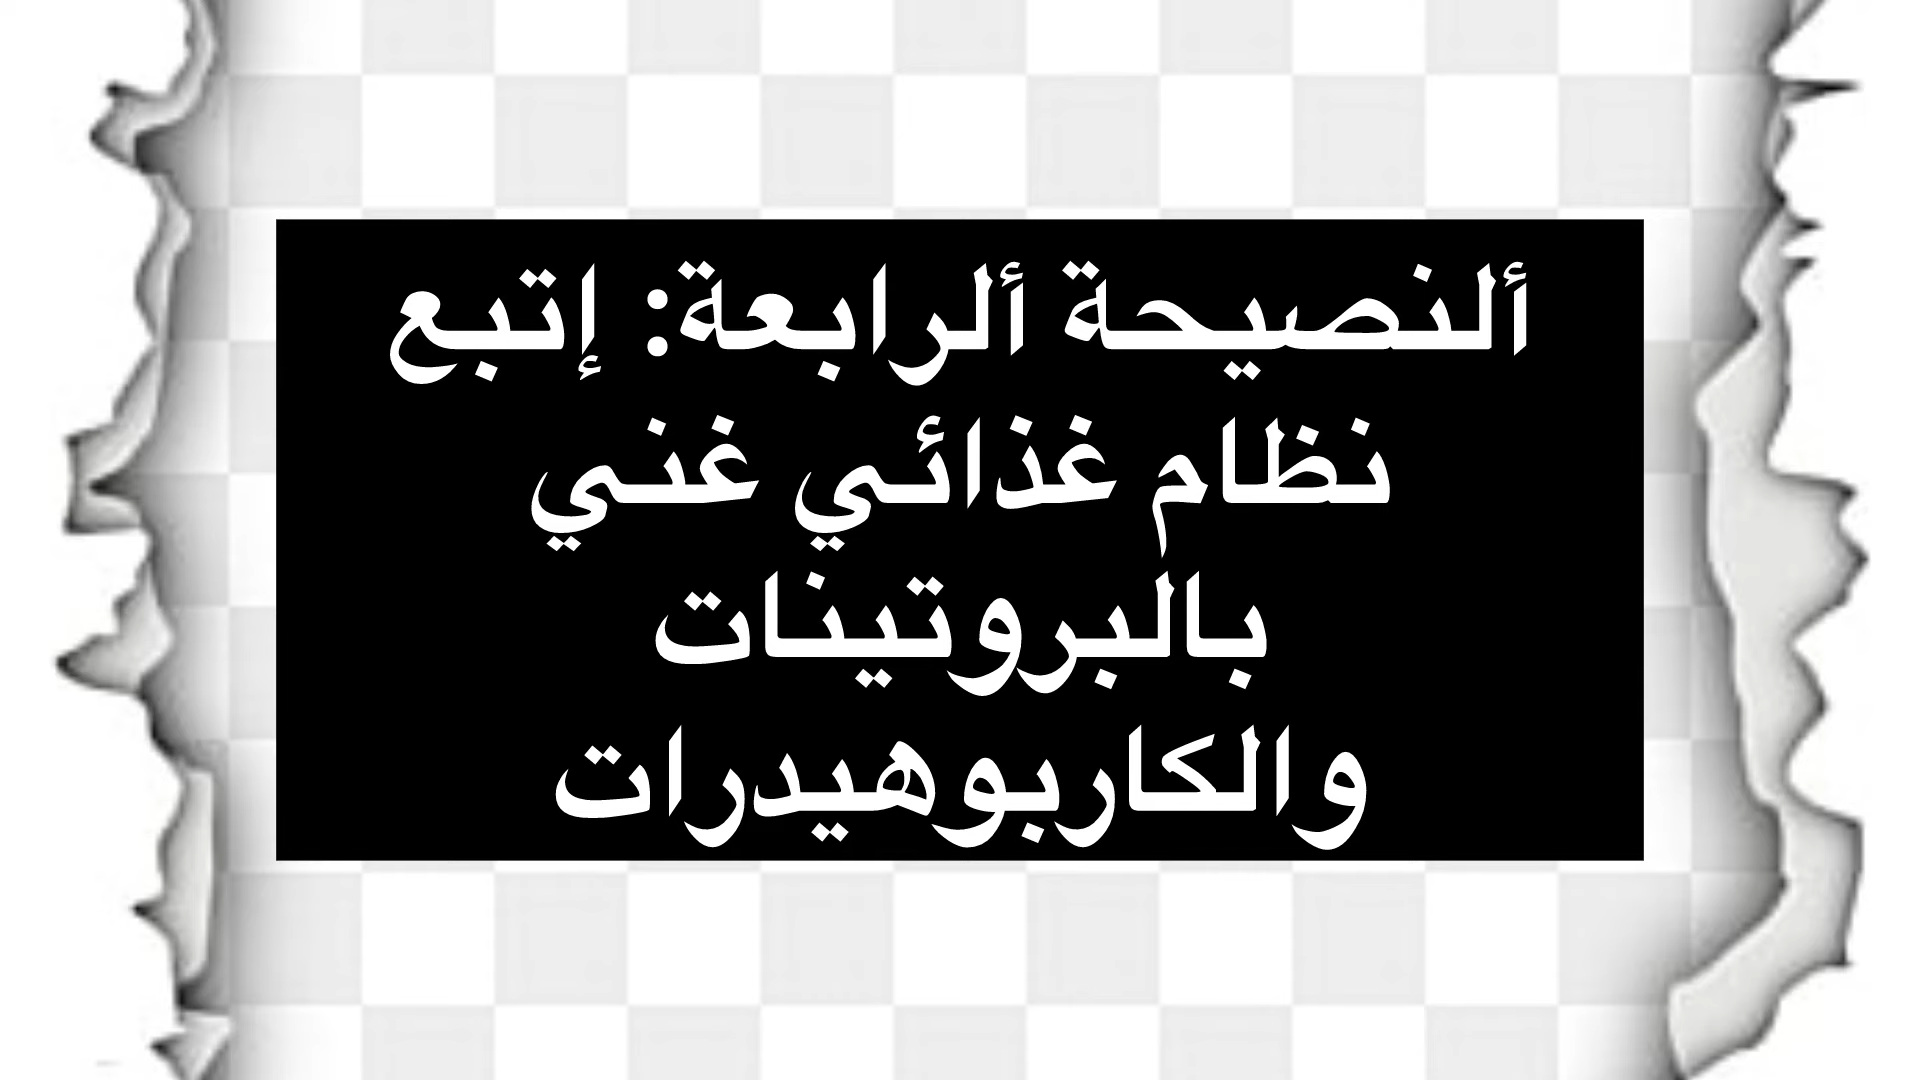 ألنصيحة ألرابعة: إتبع
نظام غذائي غني
بالبروتينات
والكاربوهيدرات